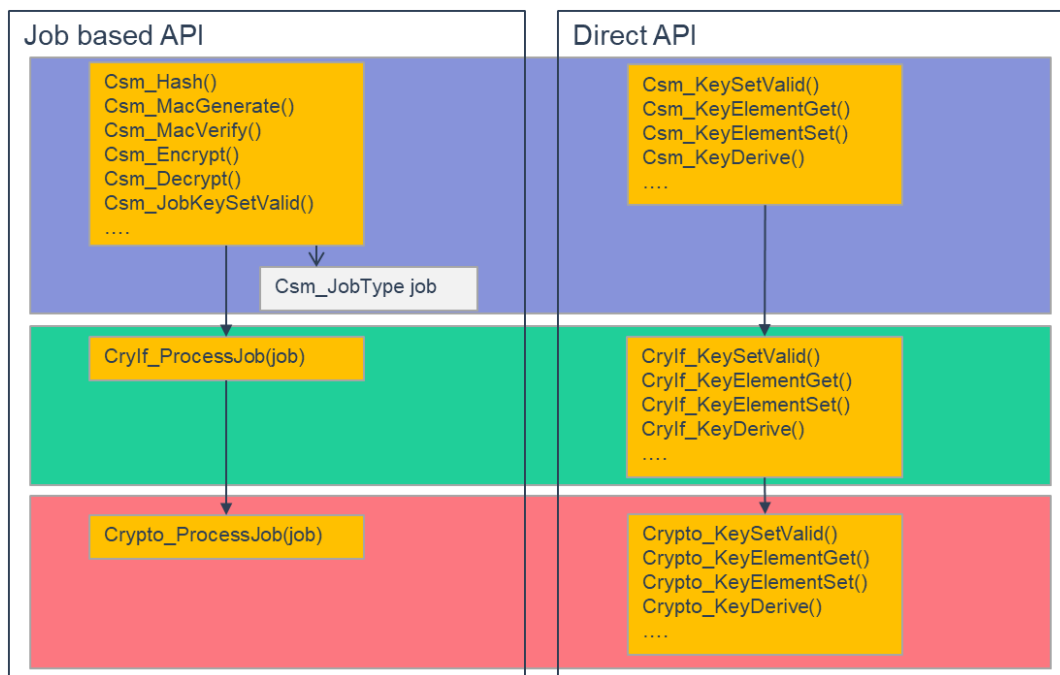 Job based API
Csm_Hash()
Csm_MacGenerate()
Csm_MacVerify()
Csm_Encrypt()
Csm_Decrypt()
Csm_JobKeySetValid()
....
Csm_JobType job
CryIf_ProcessJob(job)
Crypto_ProcessJob(job)
Direct API
Csm_KeySetValid()
Csm_KeyElementGet()
Csm_KeyElementSet()
Csm_KeyDerive()
....
CryIf_KeySetValid()
CryIf_KeyElementGet()
CryIf_KeyElementSet()
CryIf_KeyDerive()
....
Crypto_KeySetValid()
Crypto_KeyElementGet()
Crypto_KeyElementSet()
Crypto_KeyDerive()
....